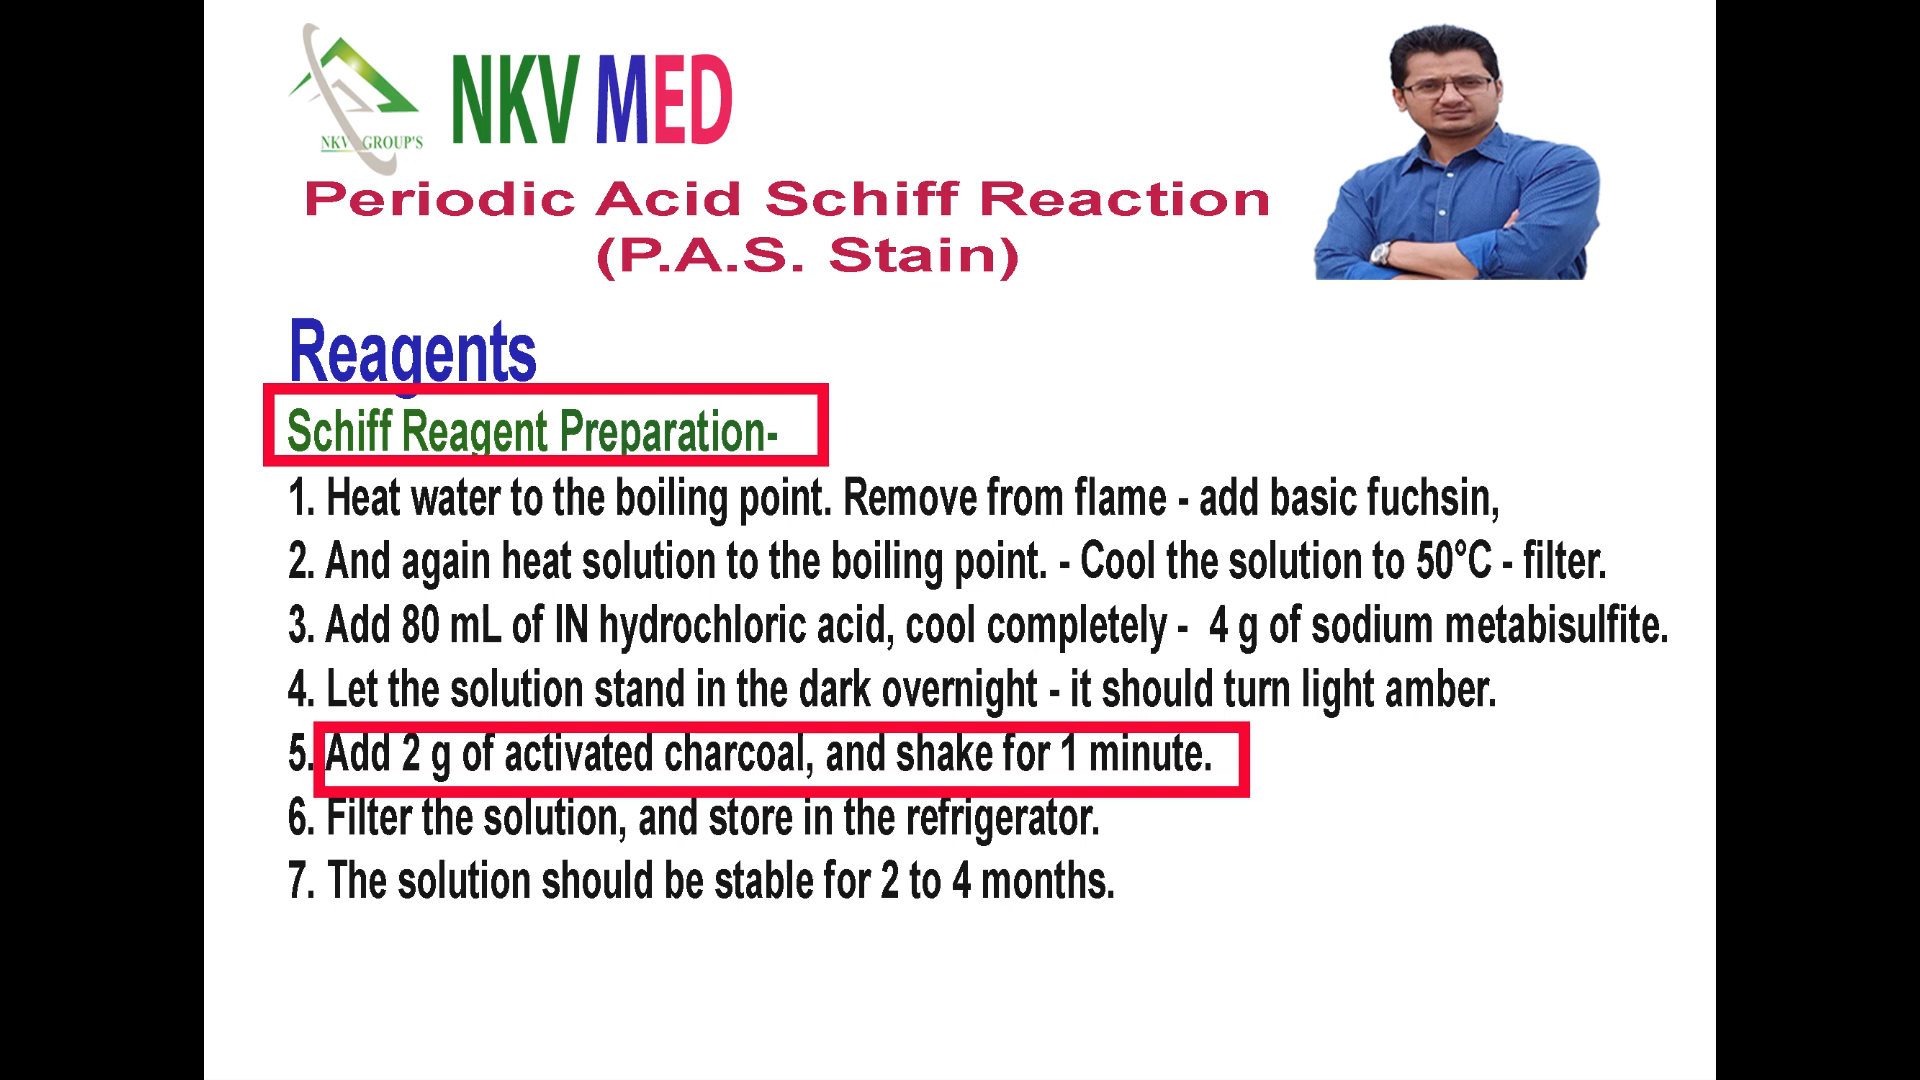 NKV GROUP'S
NKV MED
Periodic Acid Schiff Reaction
(P.A.S. Stain)
Reagents
Schiff Reagent Preparation-
1. Heat water to the boiling point. Remove from flame - add basic fuchsin,
2. And again heat solution to the boiling point. - Cool the solution to 50°C - filter.
3. Add 80 mL of IN hydrochloric acid, cool completely - 4 g of sodium metabisulfite.
4. Let the solution stand in the dark overnight - it should turn light amber.
5. Add 2 g of activated charcoal, and shake for 1 minute.
6. Filter the solution, and store in the refrigerator.
7. The solution should be stable for 2 to 4 months.